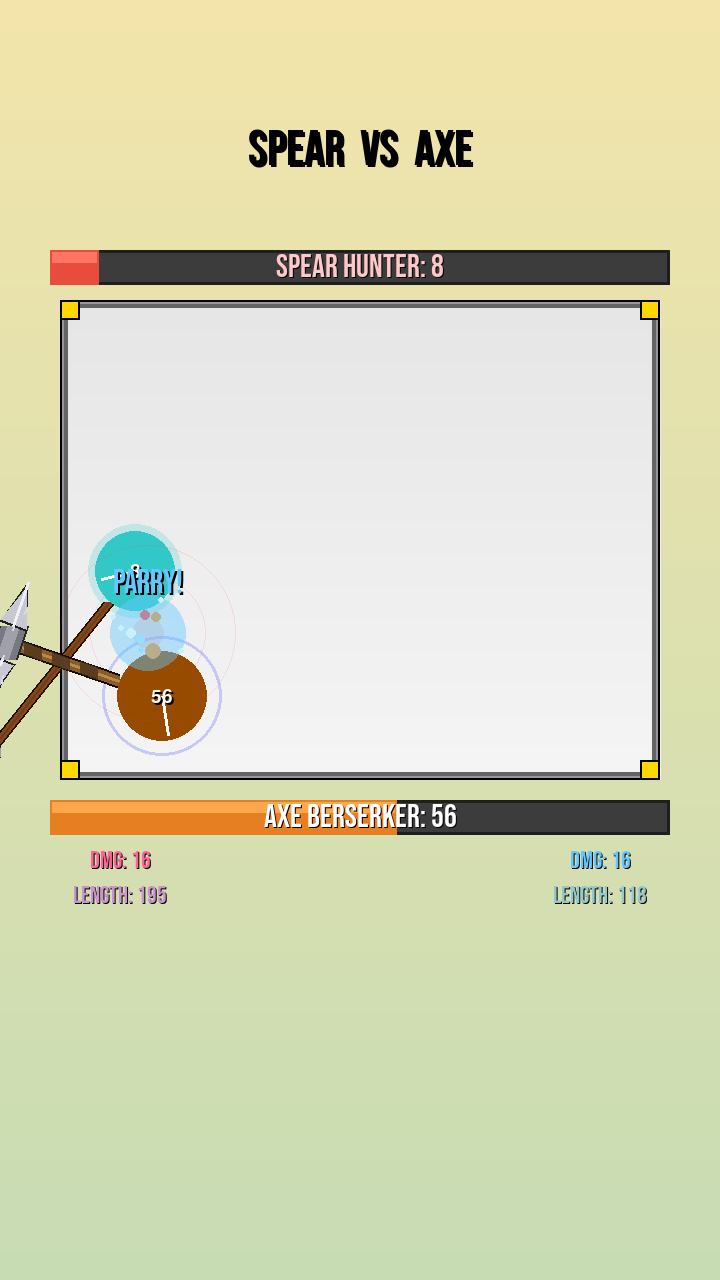 SPEAR VS AXE
SPEAR HUNTER: 8
8
PARRY!
56
AXE BERSERKER: 56
DMG: 16
DMG: 16
LENGTH: 195
LENGTH: 118